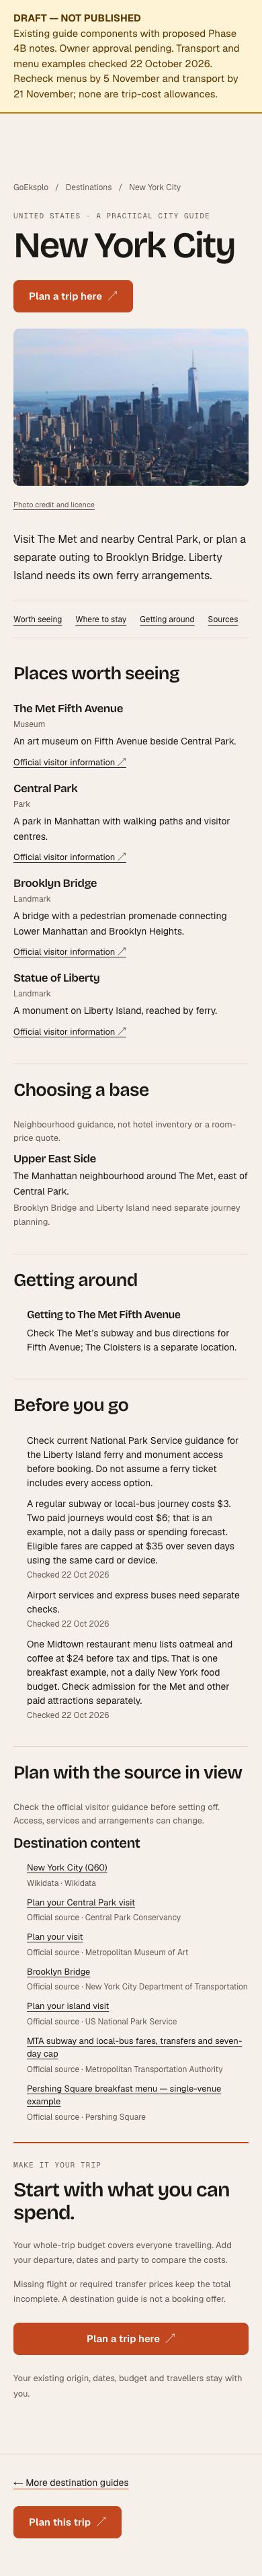 DRAFT — NOT PUBLISHED
Existing guide components with proposed Phase
4B notes. Owner approval pending. Transport and
menu examples checked 22 October 2026.
Recheck menus by 5 November and transport by
21 November; none are trip-cost allowances.
GoEksplo / Destinations / New York City
UNITED STATES · A PRACTICAL CITY GUIDE
New York City
Plan a trip here ↗
Photo credit and licence
Visit The Met and nearby Central Park, or plan a
separate outing to Brooklyn Bridge. Liberty
Island needs its own ferry arrangements.
Worth seeing Where to stay Getting around Sources
Places worth seeing
The Met Fifth Avenue
Museum
An art museum on Fifth Avenue beside Central Park.
Official visitor information ↗
Central Park
Park
A park in Manhattan with walking paths and visitor
centres.
Official visitor information ↗
Brooklyn Bridge
Landmark
A bridge with a pedestrian promenade connecting
Lower Manhattan and Brooklyn Heights.
Official visitor information ↗
Statue of Liberty
Landmark
A monument on Liberty Island, reached by ferry.
Official visitor information ↗
Choosing a base
Neighbourhood guidance, not hotel inventory or a room-
price quote.
Upper East Side
The Manhattan neighbourhood around The Met, east of
Central Park.
Brooklyn Bridge and Liberty Island need separate journey
planning.
Getting around
Getting to The Met Fifth Avenue
Check The Met's subway and bus directions for
Fifth Avenue; The Cloisters is a separate location.
Before you go
Check current National Park Service guidance for
the Liberty Island ferry and monument access
before booking. Do not assume a ferry ticket
includes every access option.
A regular subway or local-bus journey costs $3.
Two paid journeys would cost $6; that is an
example, not a daily pass or spending forecast.
Eligible fares are capped at $35 over seven days
using the same card or device.
Checked 22 Oct 2026
Airport services and express buses need separate
checks.
Checked 22 Oct 2026
One Midtown restaurant menu lists oatmeal and
coffee at $24 before tax and tips. That is one
breakfast example, not a daily New York food
budget. Check admission for the Met and other
paid attractions separately.
Checked 22 Oct 2026
Plan with the source in view
Check the official visitor guidance before setting off.
Access, services and arrangements can change.
Destination content
New York City (Q60)
Wikidata · Wikidata
Plan your Central Park visit
Official source · Central Park Conservancy
Plan your visit
Official source · Metropolitan Museum of Art
Brooklyn Bridge
Official source · New York City Department of Transportation
Plan your island visit
Official source · US National Park Service
MTA subway and local-bus fares, transfers and seven-
day cap
Official source · Metropolitan Transportation Authority
Pershing Square breakfast menu — single-venue
example
Official source · Pershing Square
MAKE IT YOUR TRIP
Start with what you can
spend.
Your whole-trip budget covers everyone travelling. Add
your departure, dates and party to compare the costs.
Missing flight or required transfer prices keep the total
incomplete. A destination guide is not a booking offer.
Plan a trip here ↗
Your existing origin, dates, budget and travellers stay with
you.
← More destination guides
Plan this trip ↗